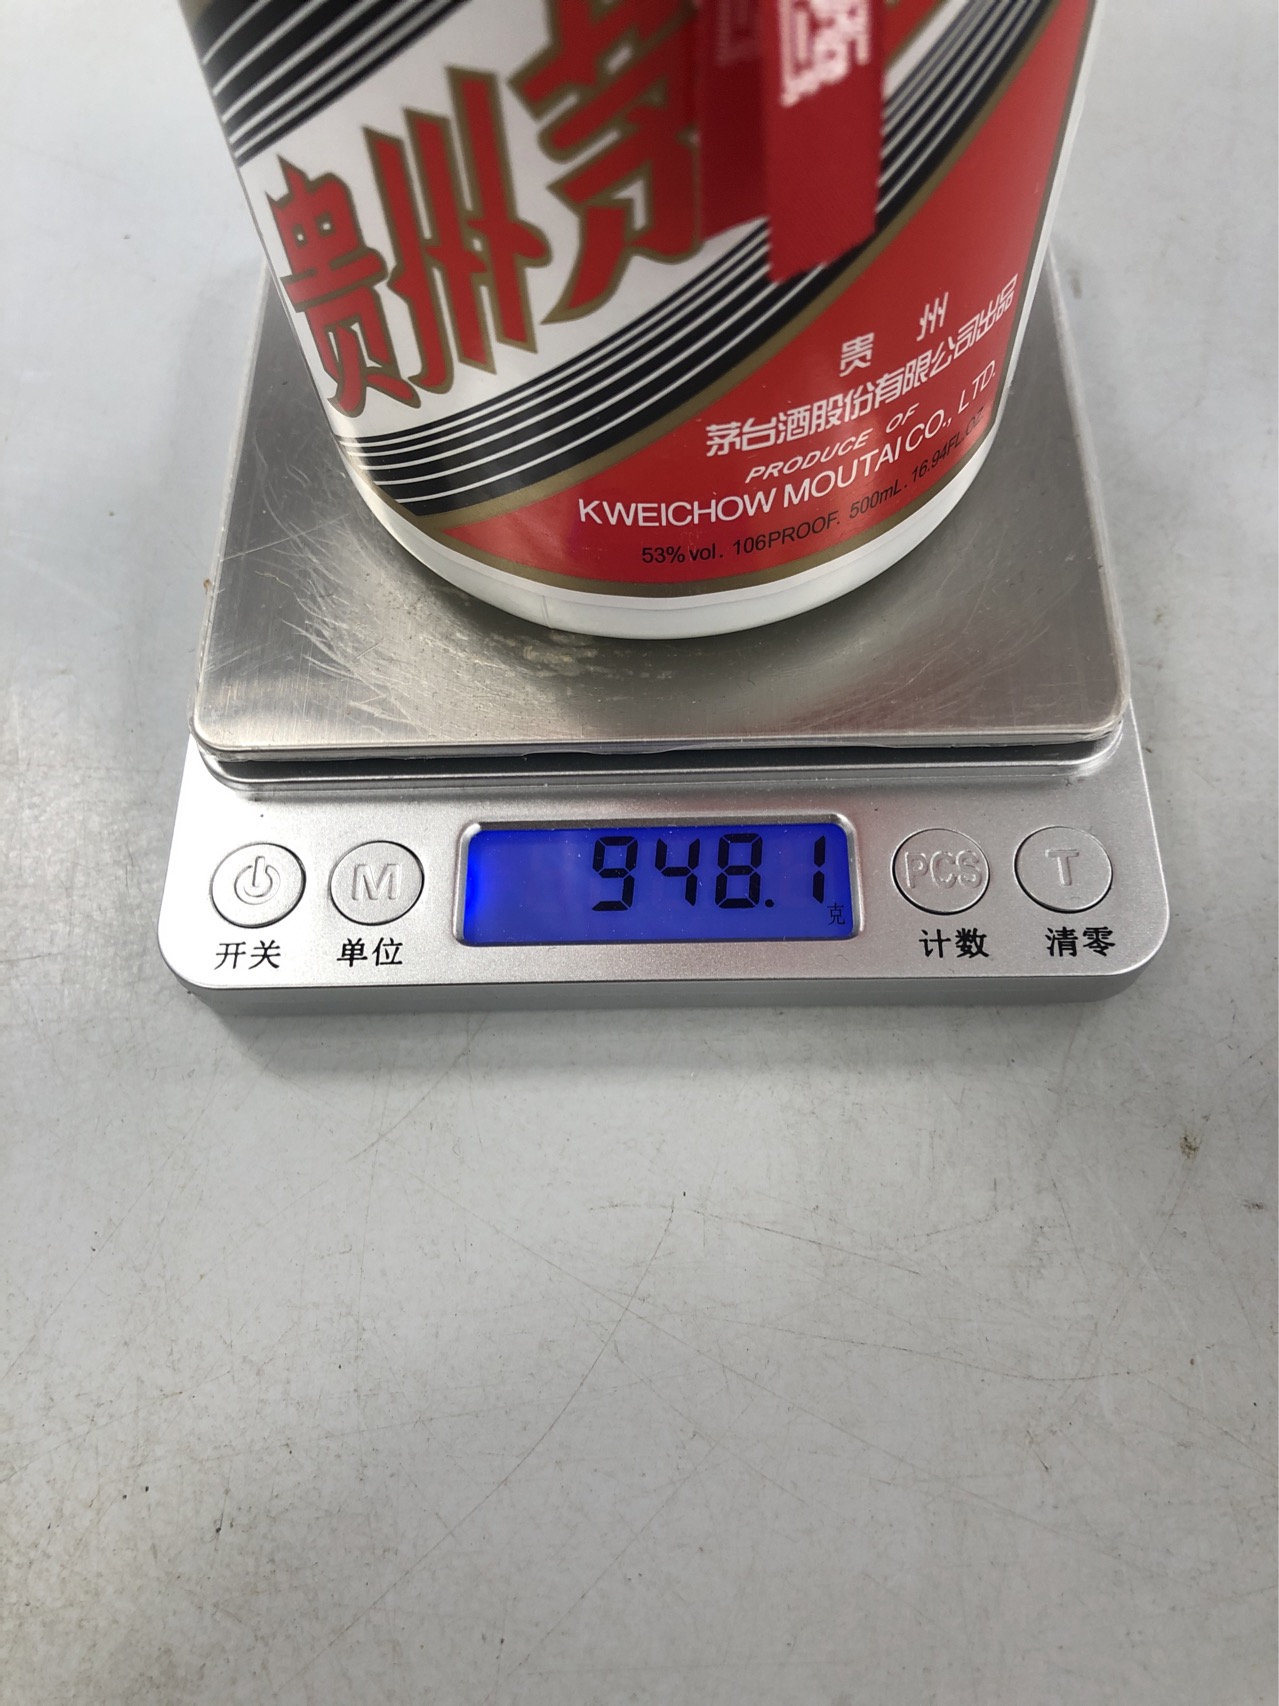 贵州茅
贵州
茅台酒股份有限公司出品
PRODUCE OF
KWEICHOW MOUTAI CO., LTD.
53%vol. 106PROOF. 500mL. 16.94FL.OZ
948.1
克
M
PCS
T
开关
单位
计数
清零